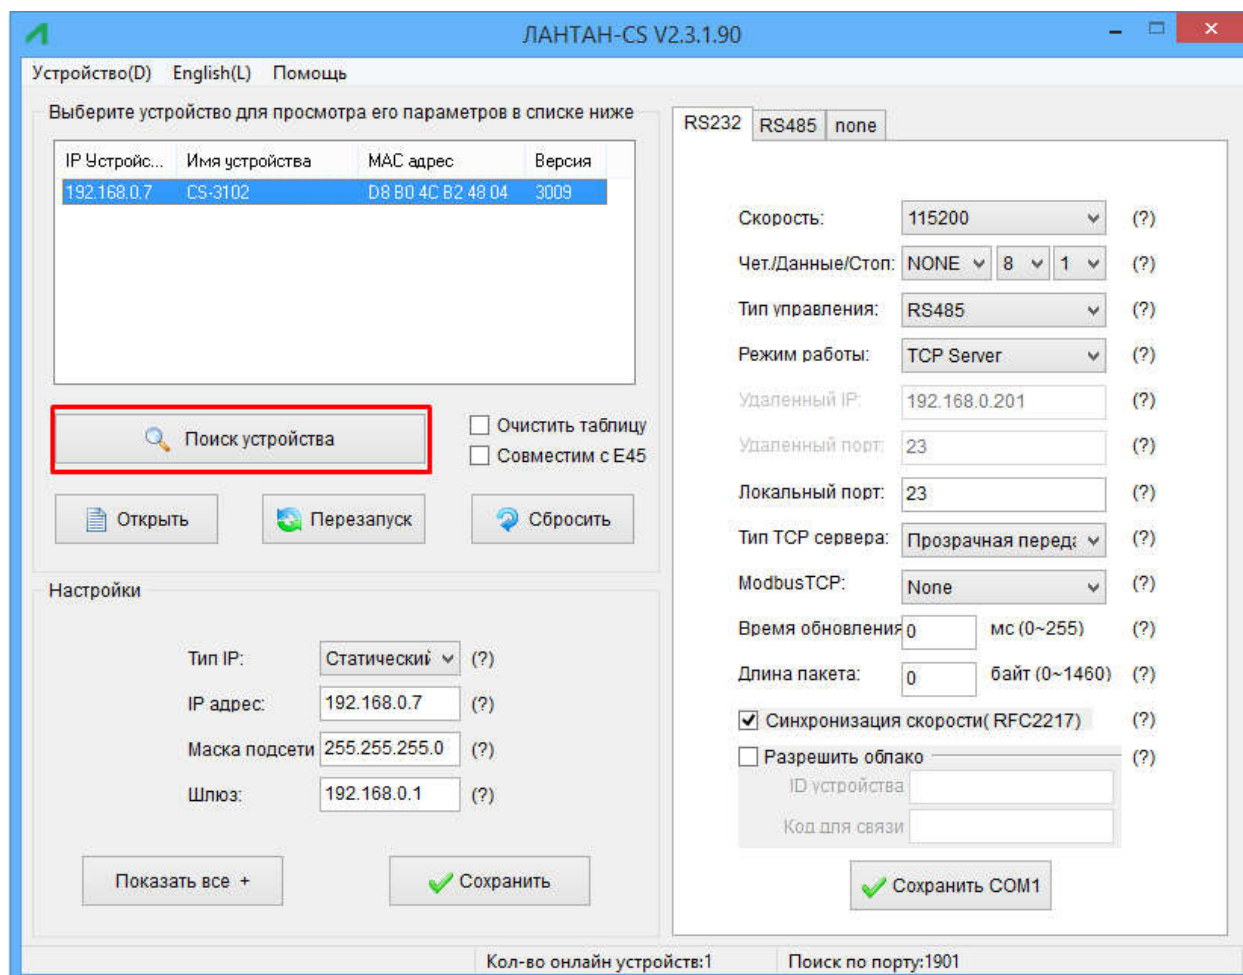 ЛАНТАН-CS V2.3.1.90
Устройство(D) English(L) Помощь
Выберите устройство для просмотра его параметров в списке ниже
IP Устройс... Имя устройства MAC адрес Версия
192.168.0.7 CS-3102 D8 B0 4C B2 48 04 3009
Поиск устройства
Очистить таблицу
Совместим с E45
Открыть Перезапуск Сбросить
Настройки
Тип IP: Статический (?)
IP адрес: 192.168.0.7 (?)
Маска подсети 255.255.255.0 (?)
Шлюз: 192.168.0.1 (?)
Показать все + Сохранить
RS232 RS485 none
Скорость: 115200 (?)
Чет./Данные/Стоп: NONE 8 1 (?)
Тип управления: RS485 (?)
Режим работы: TCP Server (?)
Удаленный IP: 192.168.0.201 (?)
Удаленный порт: 23 (?)
Локальный порт: 23 (?)
Тип TCP сервера: Прозрачная переда (?)
ModbusTCP: None (?)
Время обновления 0 мс (0~255) (?)
Длина пакета: 0 байт (0~1460) (?)
Синхронизация скорости( RFC2217) (?)
Разрешить облако (?)
ID устройства
Код для связи
Сохранить COM1
Кол-во онлайн устройств:1 Поиск по порту:1901